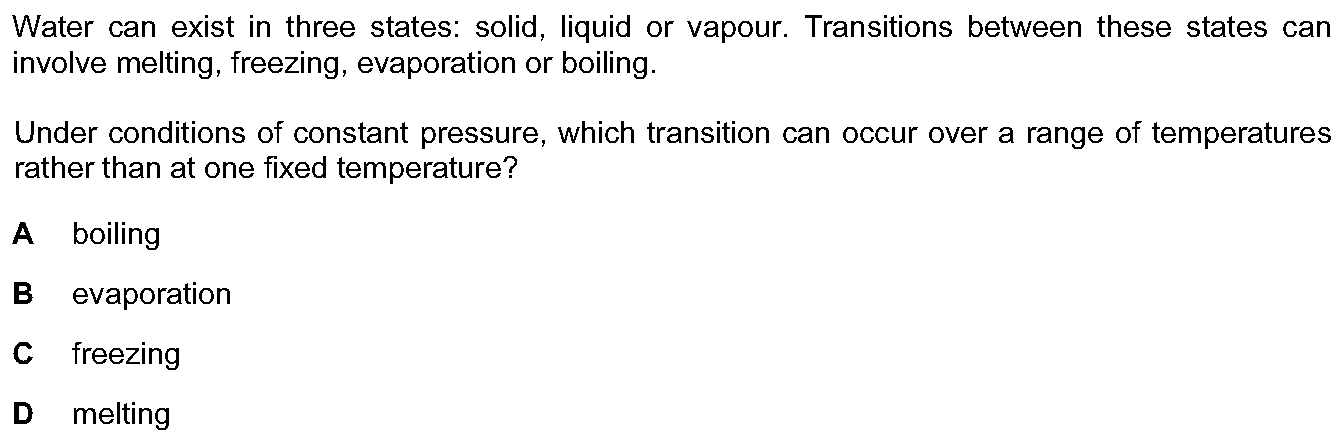 Water can exist in three states: solid, liquid or vapour. Transitions between these states can
involve melting, freezing, evaporation or boiling.
Under conditions of constant pressure, which transition can occur over a range of temperatures
rather than at one fixed temperature?
A boiling
B evaporation
C freezing
D melting